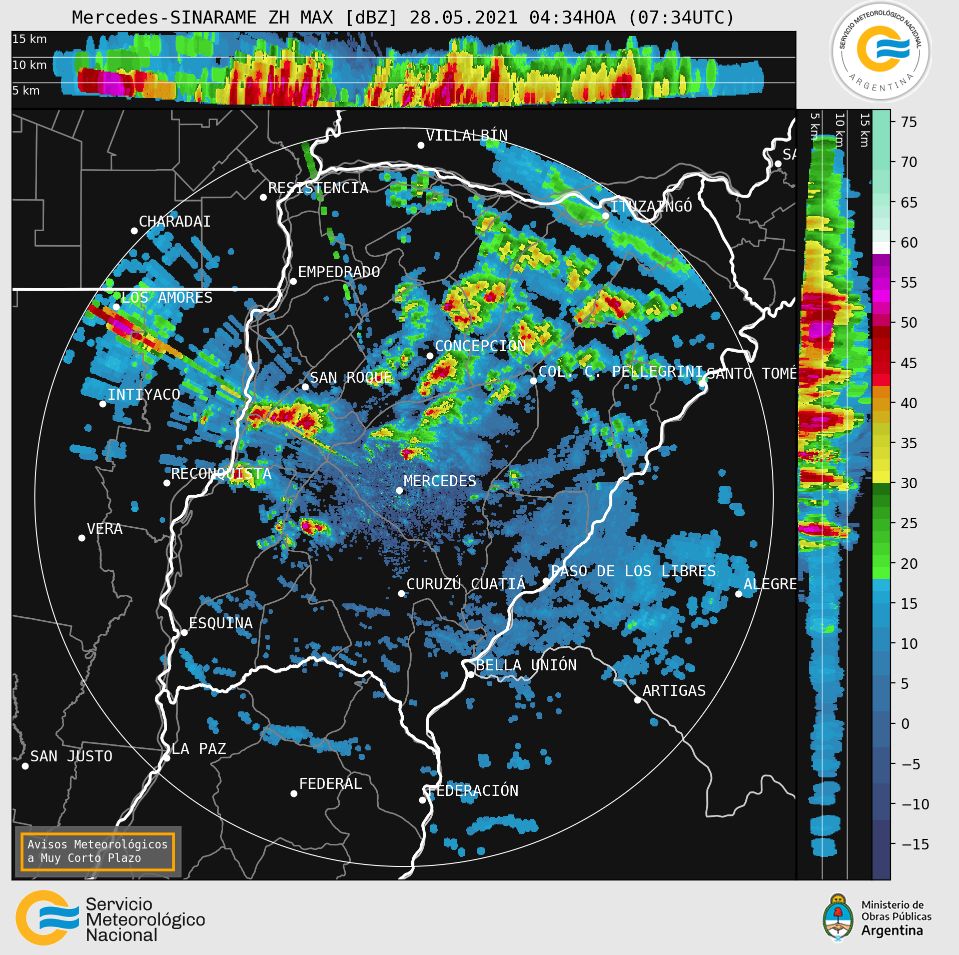 Mercedes-SINARAME ZH MAX [dBZ] 28.05.2021 04:34HOA (07:34UTC)
SERVICIO METEOROLÓGICO NACIONAL
ARGENTINA
15 km
10 km
5 km
5 km
10 km
15 km
VILLALBÍN
SA
RESISTENCIA
ITUZAINGÓ
CHARADAI
EMPEDRADO
LOS AMORES
CONCEPCIÓN
SAN ROQUE
COL. C. PELLEGRINI
SANTO TOMÉ
INTIYACO
RECONQUISTA
MERCEDES
VERA
CURUZÚ CUATIÁ
PASO DE LOS LIBRES
ALEGRE
ESQUINA
BELLA UNIÓN
ARTIGAS
LA PAZ
SAN JUSTO
FEDERAL
FEDERACIÓN
Avisos Meteorológicos
a Muy Corto Plazo
75
70
65
60
55
50
45
40
35
30
25
20
15
10
5
0
−5
−10
−15
Servicio
Meteorológico
Nacional
Ministerio de
Obras Públicas
Argentina